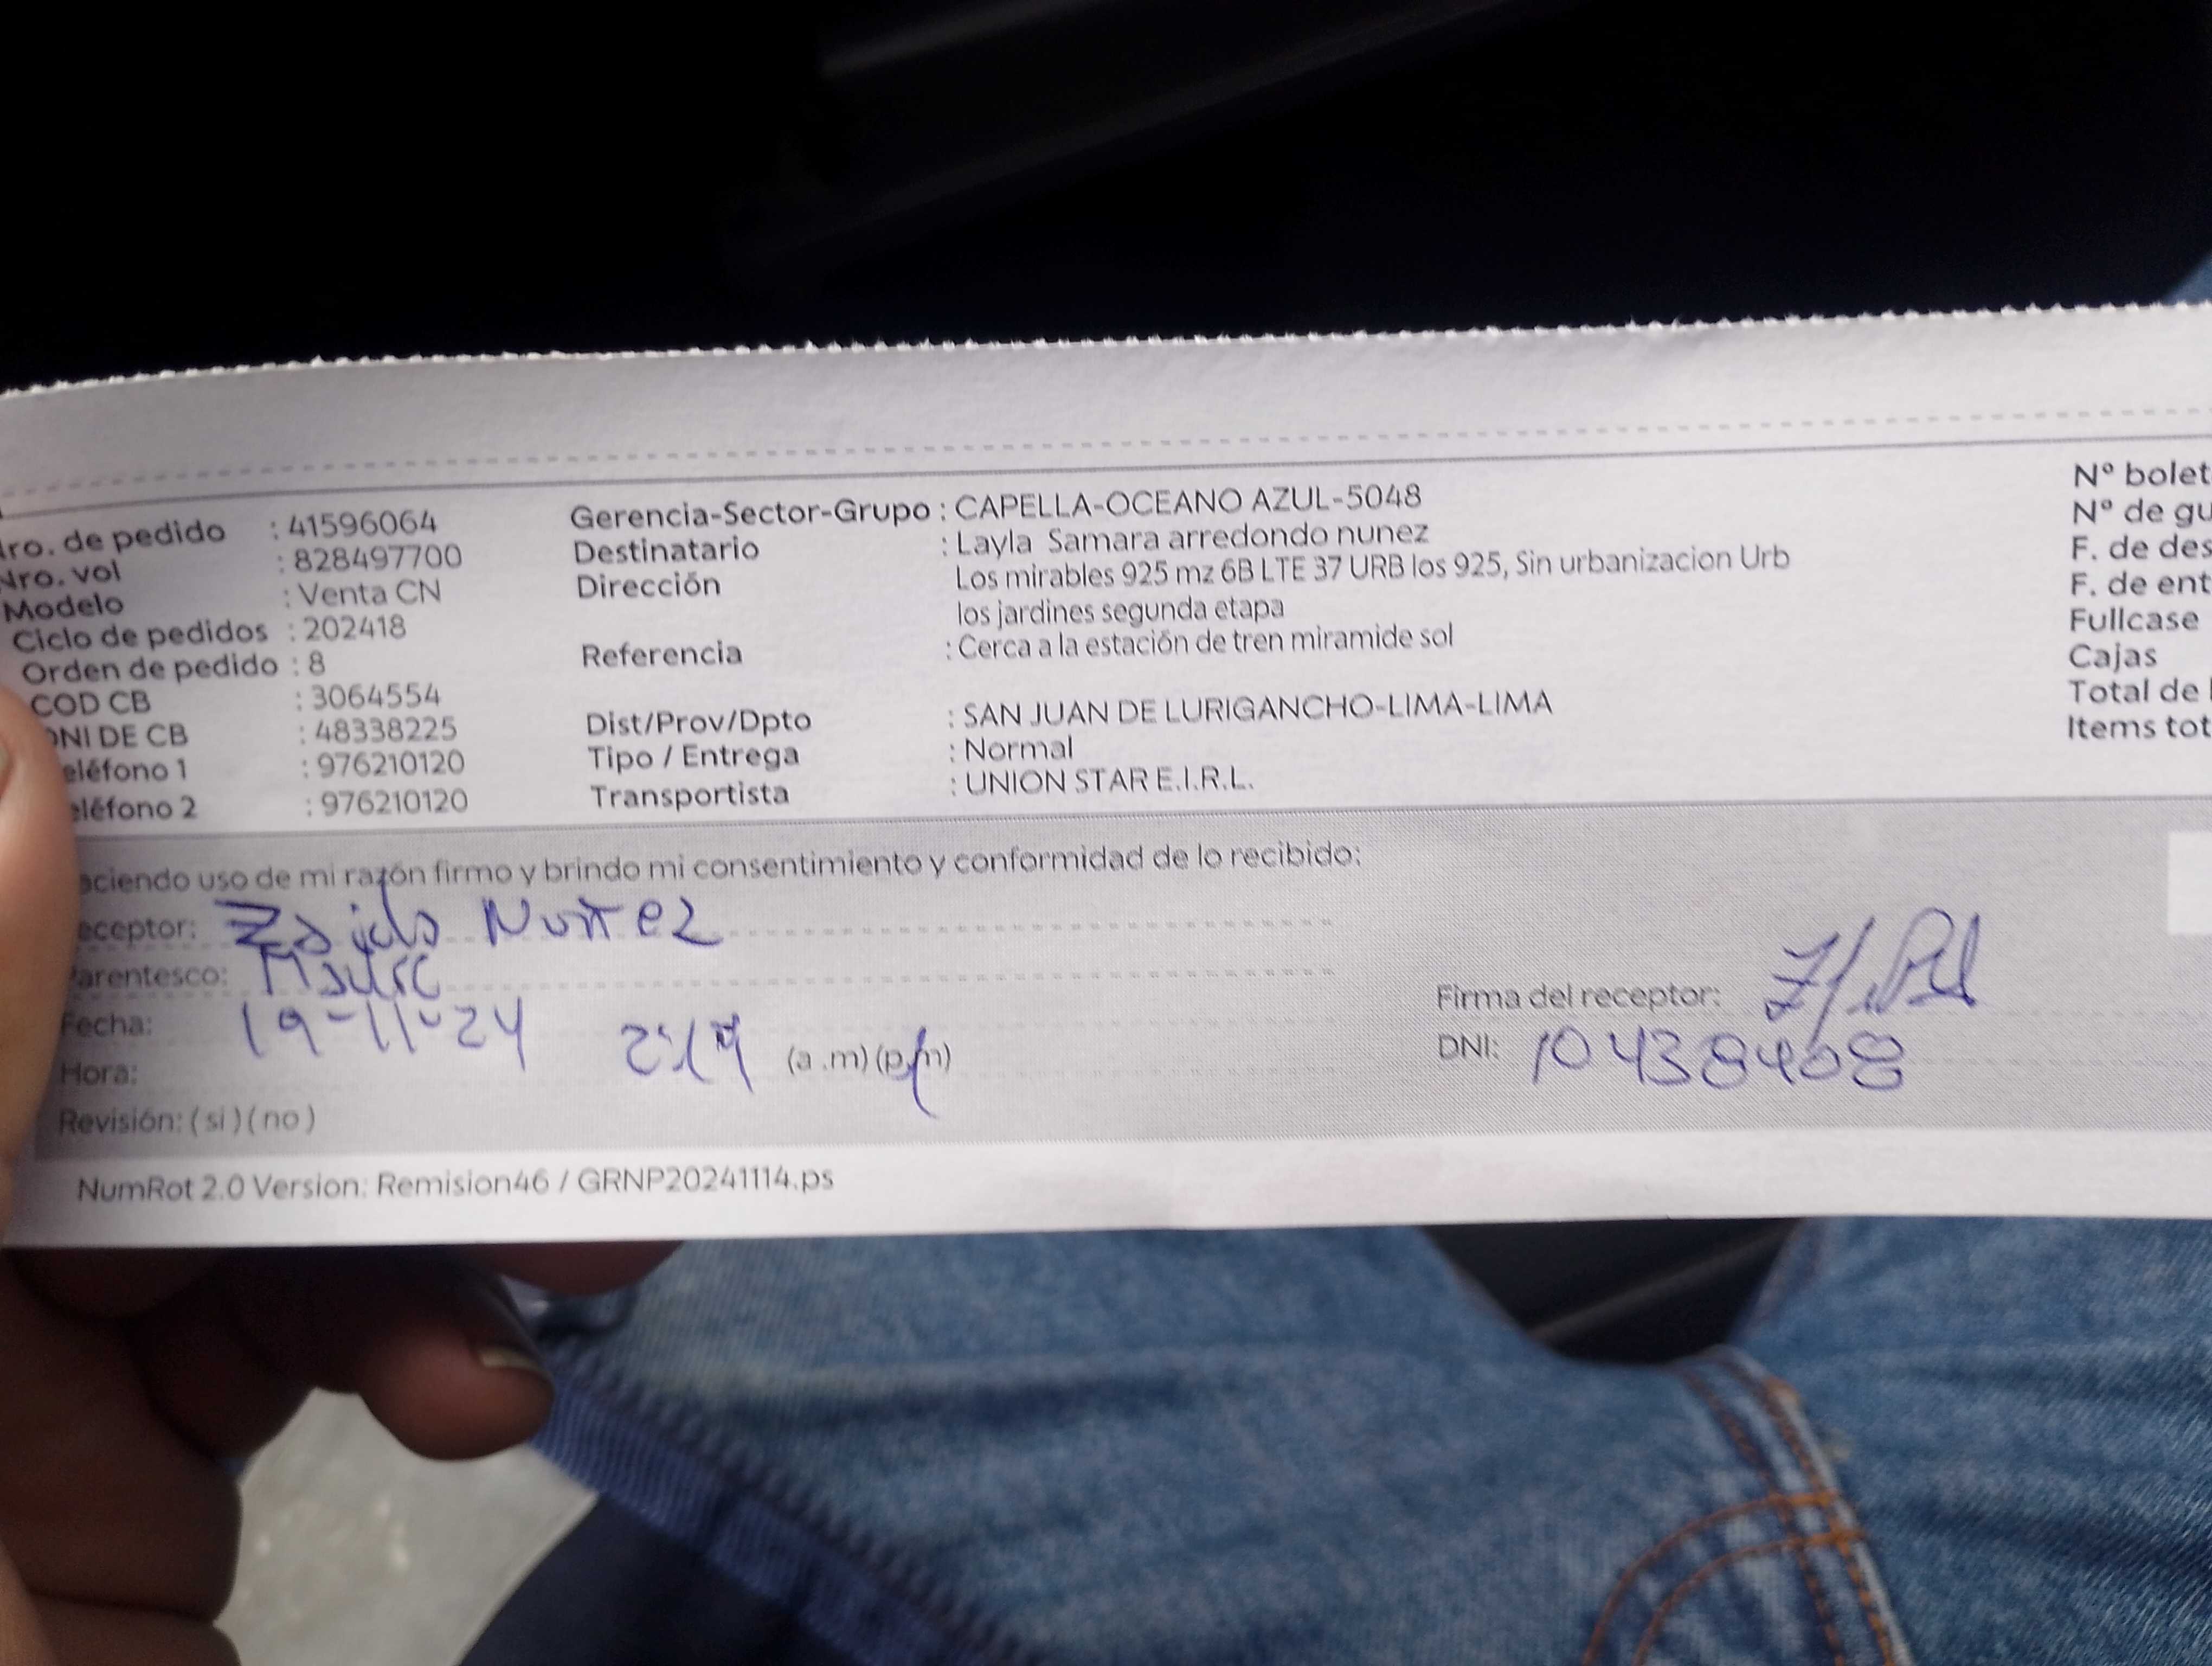 Nro. de pedido : 41596064
Nro. vol : 828497700
Modelo : Venta CN
Ciclo de pedidos : 202418
Orden de pedido : 8
COD CB : 3064554
DNI DE CB : 48338225
eléfono 1 : 976210120
eléfono 2 : 976210120
Gerencia-Sector-Grupo : CAPELLA-OCEANO AZUL-5048
Destinatario : Layla Samara arredondo nunez
Dirección Los mirables 925 mz 6B LTE 37 URB los 925, Sin urbanizacion Urb
los jardines segunda etapa
Referencia : Cerca a la estación de tren miramide sol
Dist/Prov/Dpto : SAN JUAN DE LURIGANCHO-LIMA-LIMA
Tipo / Entrega : Normal
Transportista : UNION STAR E.I.R.L.
N° bolet
N° de gu
F. de des
F. de ent
Fullcase
Cajas
Total de
Items tot
aciendo uso de mi razón firmo y brindo mi consentimiento y conformidad de lo recibido:
eceptor: Nuñez
arentesco: Madre
Fecha: 19-11-24
Hora: (a .m) (p.m)
Revisión: ( si ) ( no )
Firma del receptor:
DNI: 10438408
NumRot 2.0 Version: Remision46 / GRNP20241114.ps